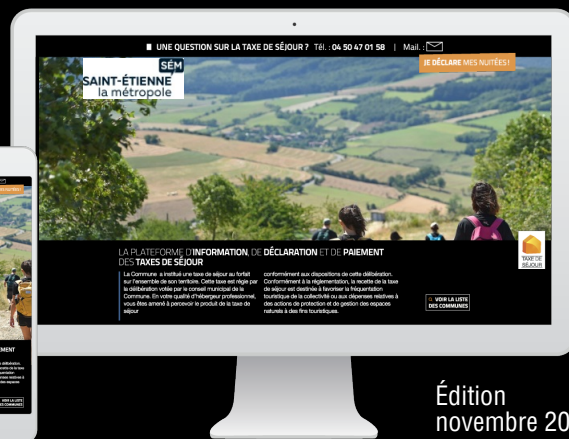 UNE QUESTION SUR LA TAXE DE SÉJOUR ? Tél. : 04 50 47 01 58 | Mail. :
JE DÉCLARE MES NUITÉES !
SÉM
SAINT-ÉTIENNE
la métropole
LA PLATEFORME D'INFORMATION, DE DÉCLARATION ET DE PAIEMENT
DES TAXES DE SÉJOUR
La Commune a institué une taxe de séjour au forfait
sur l'ensemble de son territoire. Cette taxe est régie par
la délibération votée par le conseil municipal de la
Commune. En votre qualité d'hébergeur professionnel,
vous êtes amené à percevoir le produit de la taxe de
séjour
conformément aux dispositions de cette délibération.
Conformément à la réglementation, la recette de la taxe
de séjour est destinée à favoriser la fréquentation
touristique de la collectivité ou aux dépenses relatives à
des actions de protection et de gestion des espaces
naturels à des fins touristiques.
TAXE DE
SÉJOUR
VOIR LA LISTE
DES COMMUNES
VOIR LA LISTE
DES COMMUNES
Édition
novembre 20